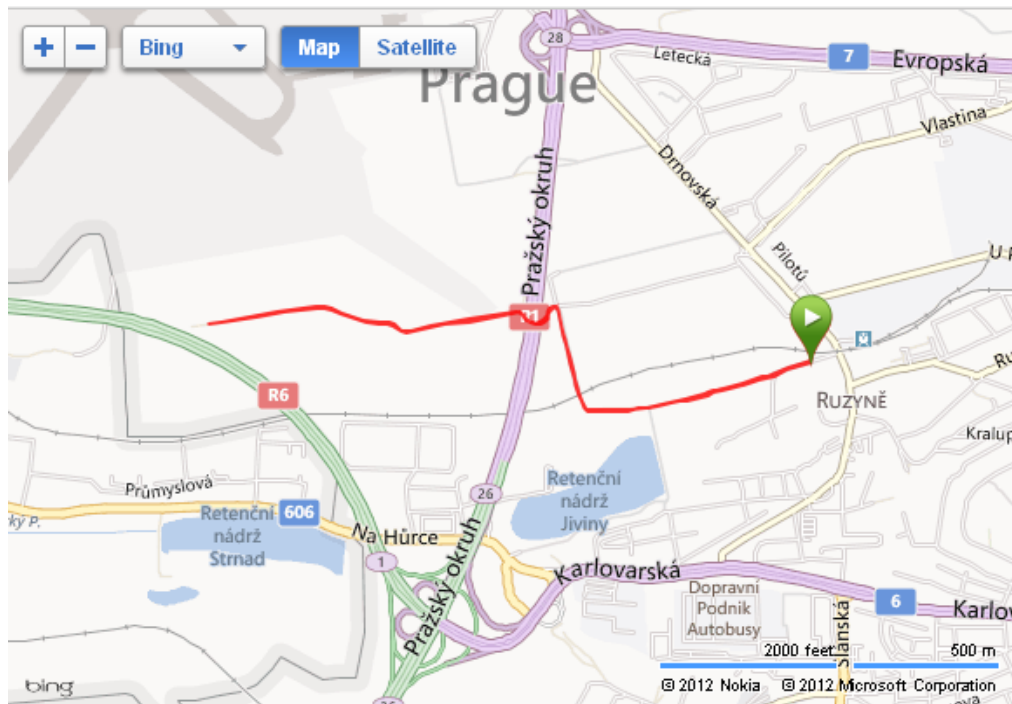 + − Bing Map Satellite
28
Letecká
7
Evropská
Prague
Vlastina
Drnovská
Pražský okruh
Pilotů
R6
RUZYNĚ
Kralup
Průmyslová
26
Retenční
nádrž
Jiviny
Retenční
nádrž
Strnad
606
Na Hůrce
1
Pražský okruh
Karlovarská
Dopravní
Podnik
Autobusy
6
Karlov
Slánská
2000 feet 500 m
bing
© 2012 Nokia © 2012 Microsoft Corporation